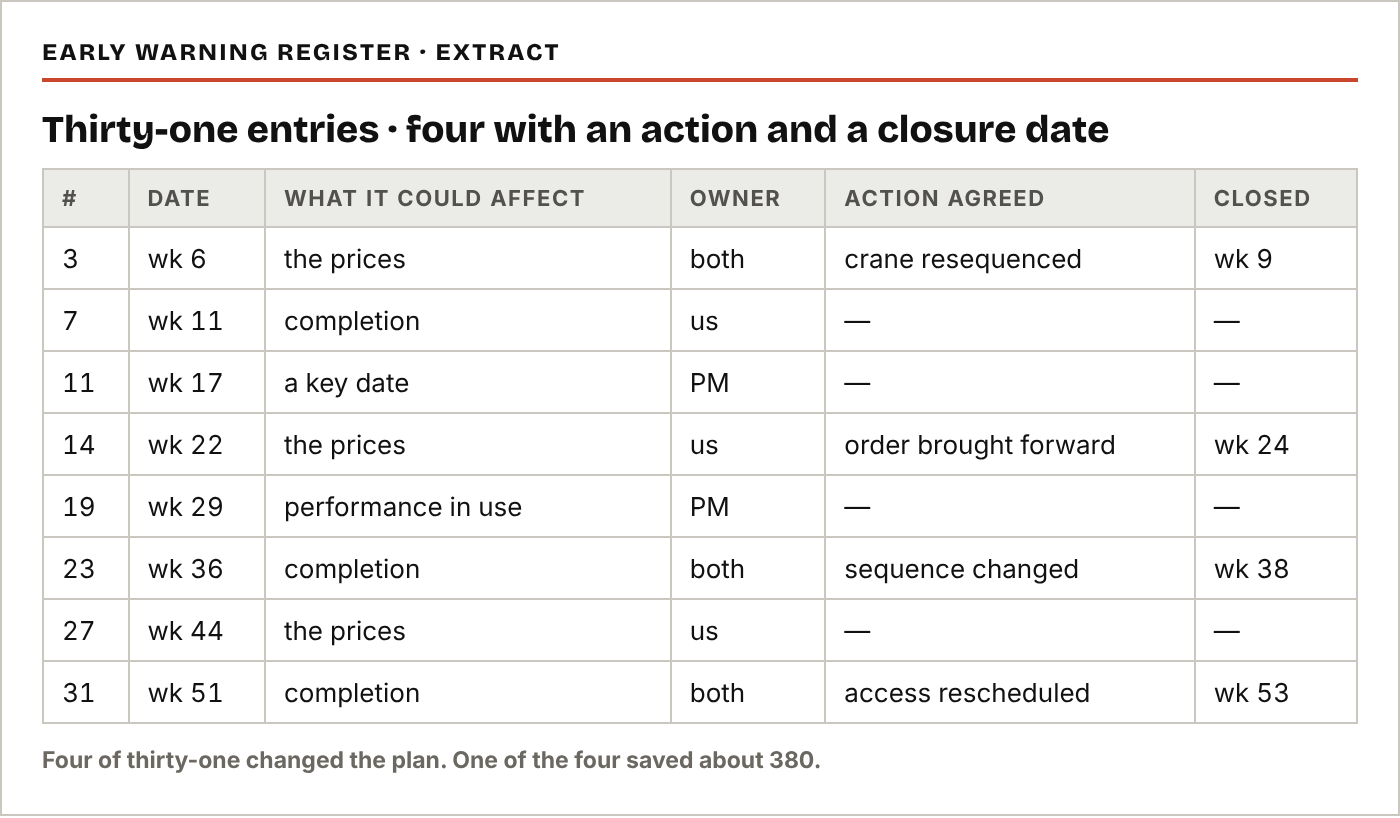 EARLY WARNING REGISTER · EXTRACT
Thirty-one entries · four with an action and a closure date
# DATE WHAT IT COULD AFFECT OWNER ACTION AGREED CLOSED
3 wk 6 the prices both crane resequenced wk 9
7 wk 11 completion us — —
11 wk 17 a key date PM — —
14 wk 22 the prices us order brought forward wk 24
19 wk 29 performance in use PM — —
23 wk 36 completion both sequence changed wk 38
27 wk 44 the prices us — —
31 wk 51 completion both access rescheduled wk 53
Four of thirty-one changed the plan. One of the four saved about 380.